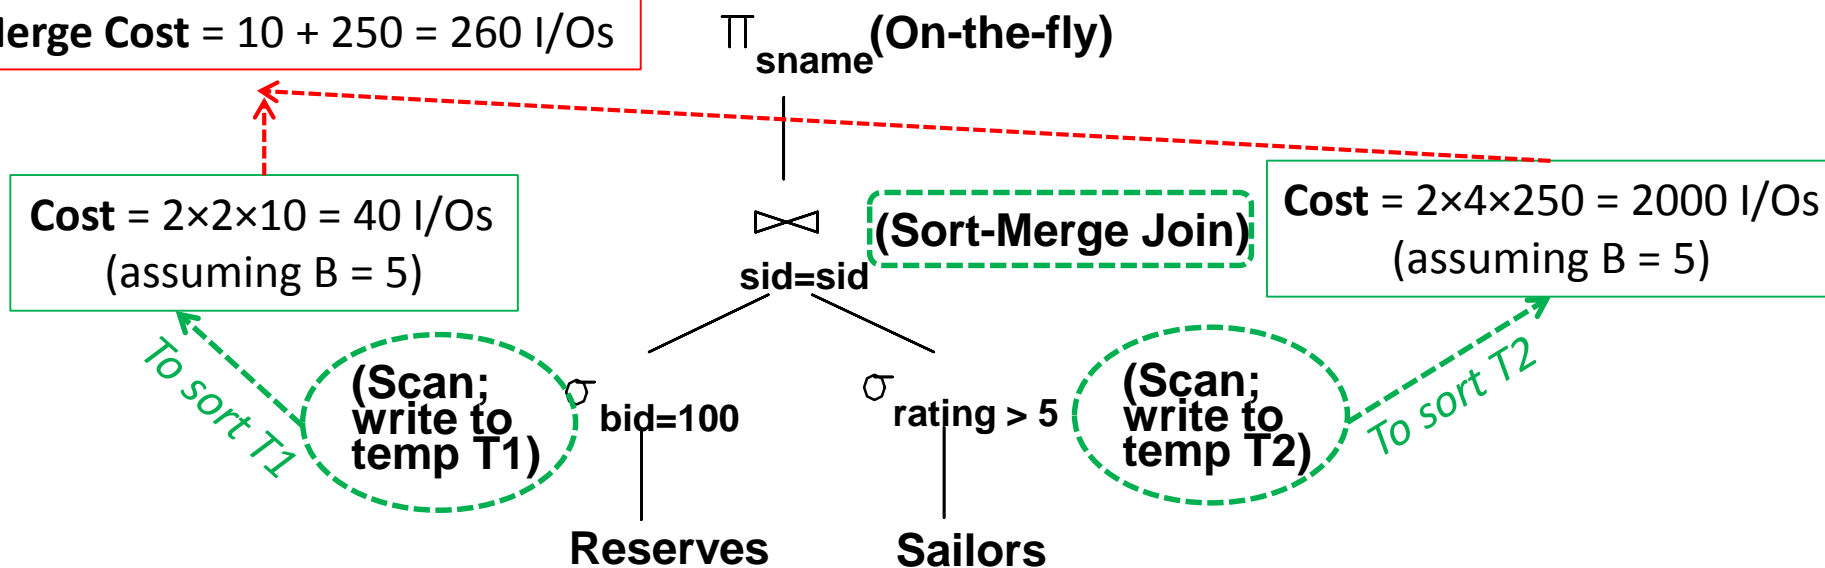 Merge Cost = 10 + 250 = 260 I/Os
π sname (On-the-fly)
Cost = 2×2×10 = 40 I/Os
(assuming B = 5)
⋈ sid=sid
(Sort-Merge Join)
Cost = 2×4×250 = 2000 I/Os
(assuming B = 5)
To sort T1
(Scan;
write to
temp T1)
σ bid=100
σ rating > 5
(Scan;
write to
temp T2)
To sort T2
Reserves
Sailors